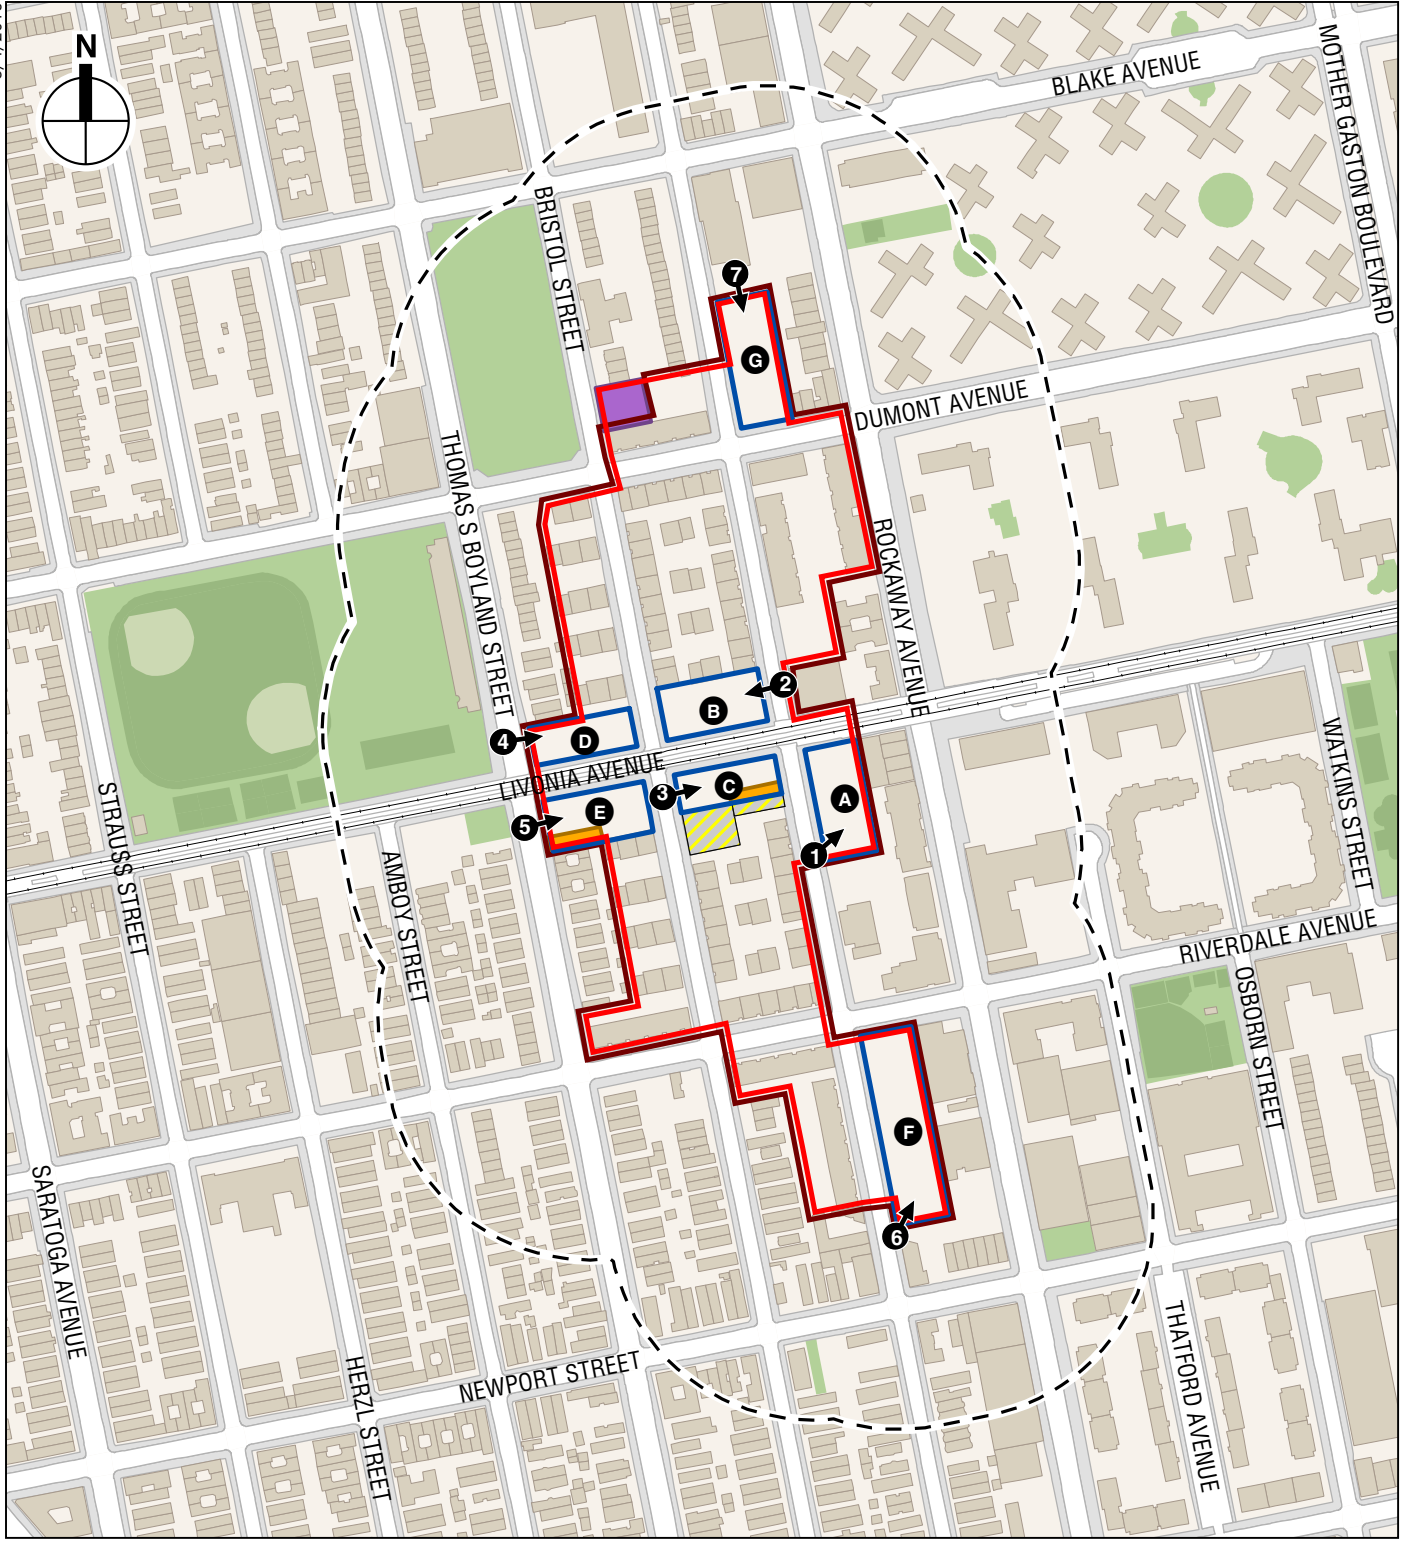 N
BLAKE AVENUE
MOTHER GASTON BOULEVARD
BRISTOL STREET
7
G
DUMONT AVENUE
THOMAS S BOYLAND STREET
ROCKAWAY AVENUE
2
B
4
D
LIVONIA AVENUE
3
C
A
E
5
1
WATKINS STREET
STRAUSS STREET
AMBOY STREET
RIVERDALE AVENUE
OSBORN STREET
F
6
SARATOGA AVENUE
THATFORD AVENUE
HERZL STREET
NEWPORT STREET